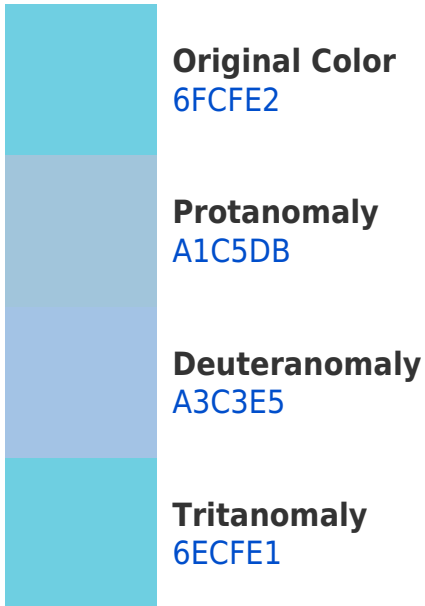 Original Color
6FCFE2
Protanomaly
A1C5DB
Deuteranomaly
A3C3E5
Tritanomaly
6ECFE1